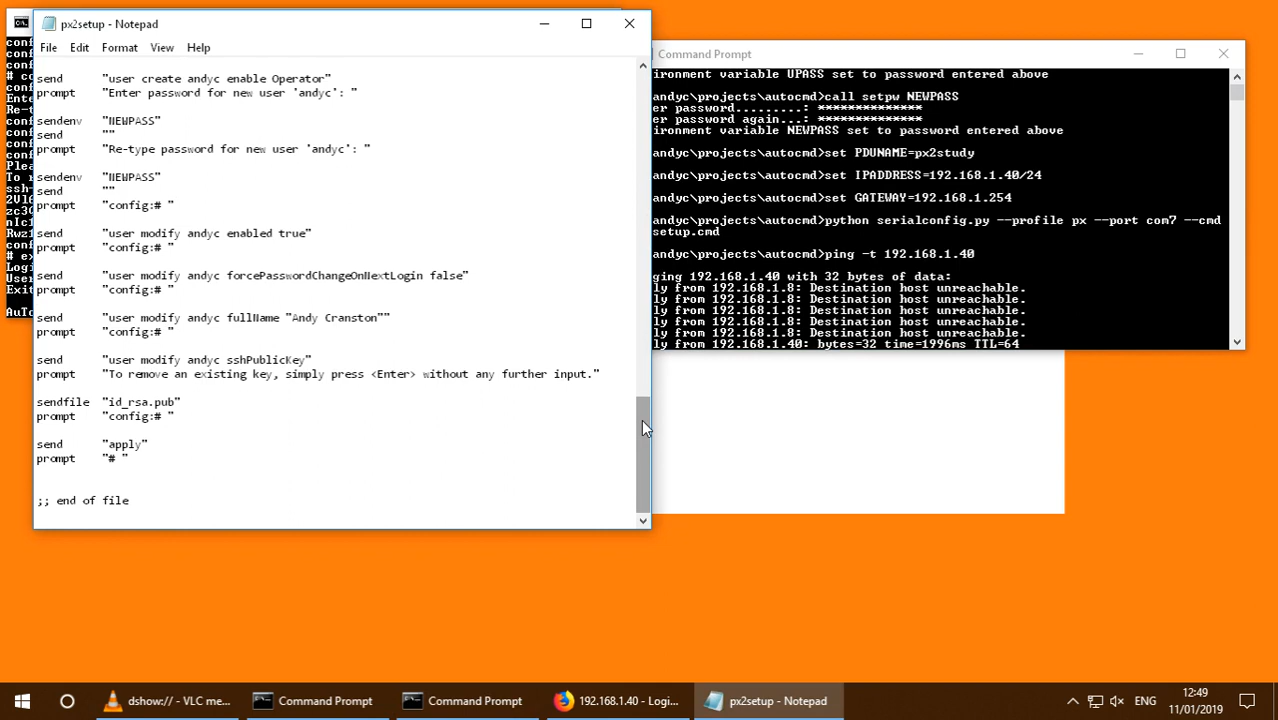 px2setup - Notepad
File Edit Format View Help
send "user create andyc enable Operator"
prompt "Enter password for new user 'andyc': "
sendenv "NEWPASS"
send ""
prompt "Re-type password for new user 'andyc': "
sendenv "NEWPASS"
send ""
prompt "config:# "
send "user modify andyc enabled true"
prompt "config:# "
send "user modify andyc forcePasswordChangeOnNextLogin false"
prompt "config:# "
send "user modify andyc fullName "Andy Cranston""
prompt "config:# "
send "user modify andyc sshPublicKey"
prompt "To remove an existing key, simply press <Enter> without any further input."
sendfile "id_rsa.pub"
prompt "config:# "
send "apply"
prompt "# "
;; end of file
Command Prompt
ironment variable UPASS set to password entered above
andyc\projects\autocmd>call setpw NEWPASS
er password.........: **************
er password again...: **************
ironment variable NEWPASS set to password entered above
andyc\projects\autocmd>set PDUNAME=px2study
andyc\projects\autocmd>set IPADDRESS=192.168.1.40/24
andyc\projects\autocmd>set GATEWAY=192.168.1.254
andyc\projects\autocmd>python serialconfig.py --profile px --port com7 --cmd
setup.cmd
andyc\projects\autocmd>ping -t 192.168.1.40
ging 192.168.1.40 with 32 bytes of data:
ly from 192.168.1.8: Destination host unreachable.
ly from 192.168.1.8: Destination host unreachable.
ly from 192.168.1.8: Destination host unreachable.
ly from 192.168.1.8: Destination host unreachable.
ly from 192.168.1.8: Destination host unreachable.
ly from 192.168.1.40: bytes=32 time=1996ms TTL=64
dshow:// - VLC me...
Command Prompt
Command Prompt
192.168.1.40 - Logi...
px2setup - Notepad
ENG
12:49
11/01/2019